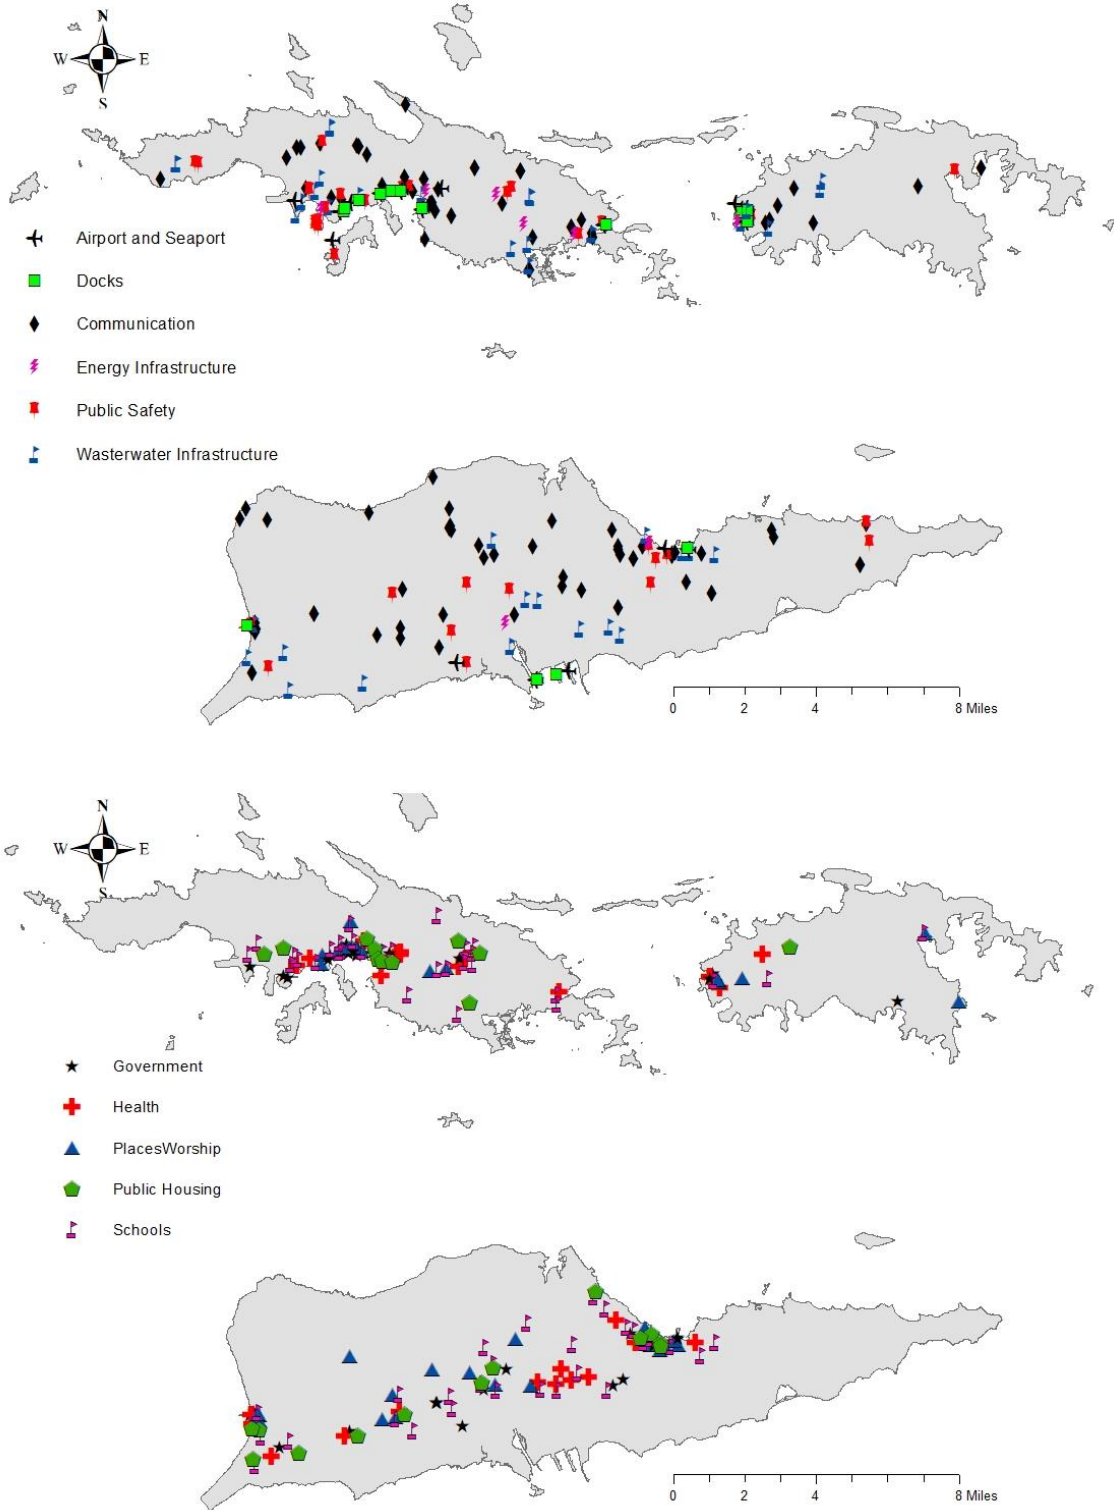 N
W E
S
Airport and Seaport
Docks
Communication
Energy Infrastructure
Public Safety
Wasterwater Infrastructure
0 2 4 8 Miles
N
W E
S
Government
Health
PlacesWorship
Public Housing
Schools
0 2 4 8 Miles